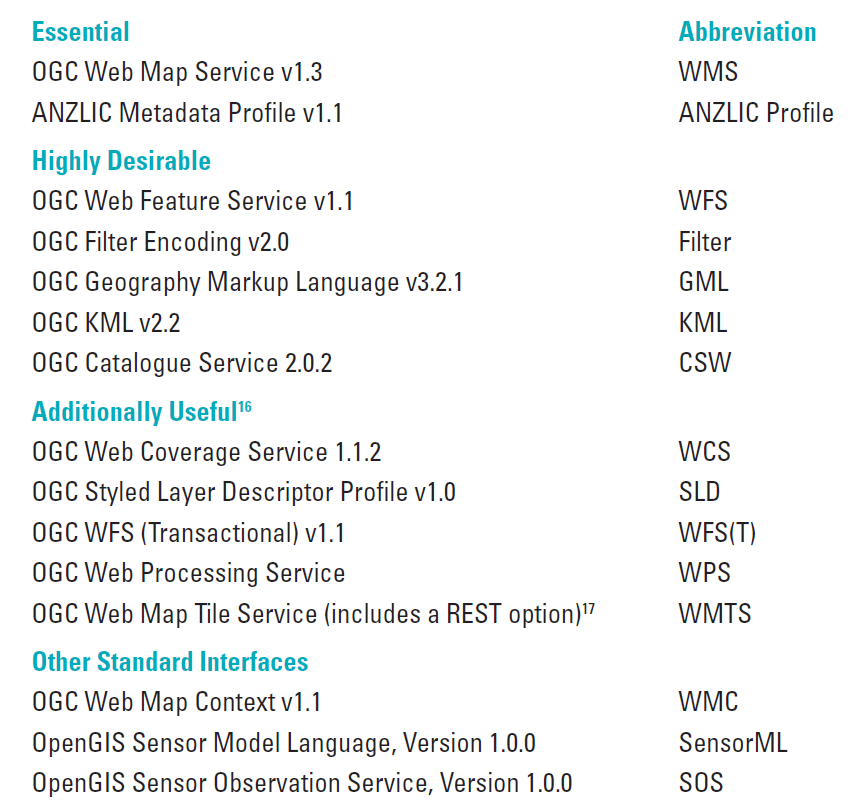 Essential Abbreviation
OGC Web Map Service v1.3 WMS
ANZLIC Metadata Profile v1.1 ANZLIC Profile
Highly Desirable
OGC Web Feature Service v1.1 WFS
OGC Filter Encoding v2.0 Filter
OGC Geography Markup Language v3.2.1 GML
OGC KML v2.2 KML
OGC Catalogue Service 2.0.2 CSW
Additionally Useful16
OGC Web Coverage Service 1.1.2 WCS
OGC Styled Layer Descriptor Profile v1.0 SLD
OGC WFS (Transactional) v1.1 WFS(T)
OGC Web Processing Service WPS
OGC Web Map Tile Service (includes a REST option)17 WMTS
Other Standard Interfaces
OGC Web Map Context v1.1 WMC
OpenGIS Sensor Model Language, Version 1.0.0 SensorML
OpenGIS Sensor Observation Service, Version 1.0.0 SOS